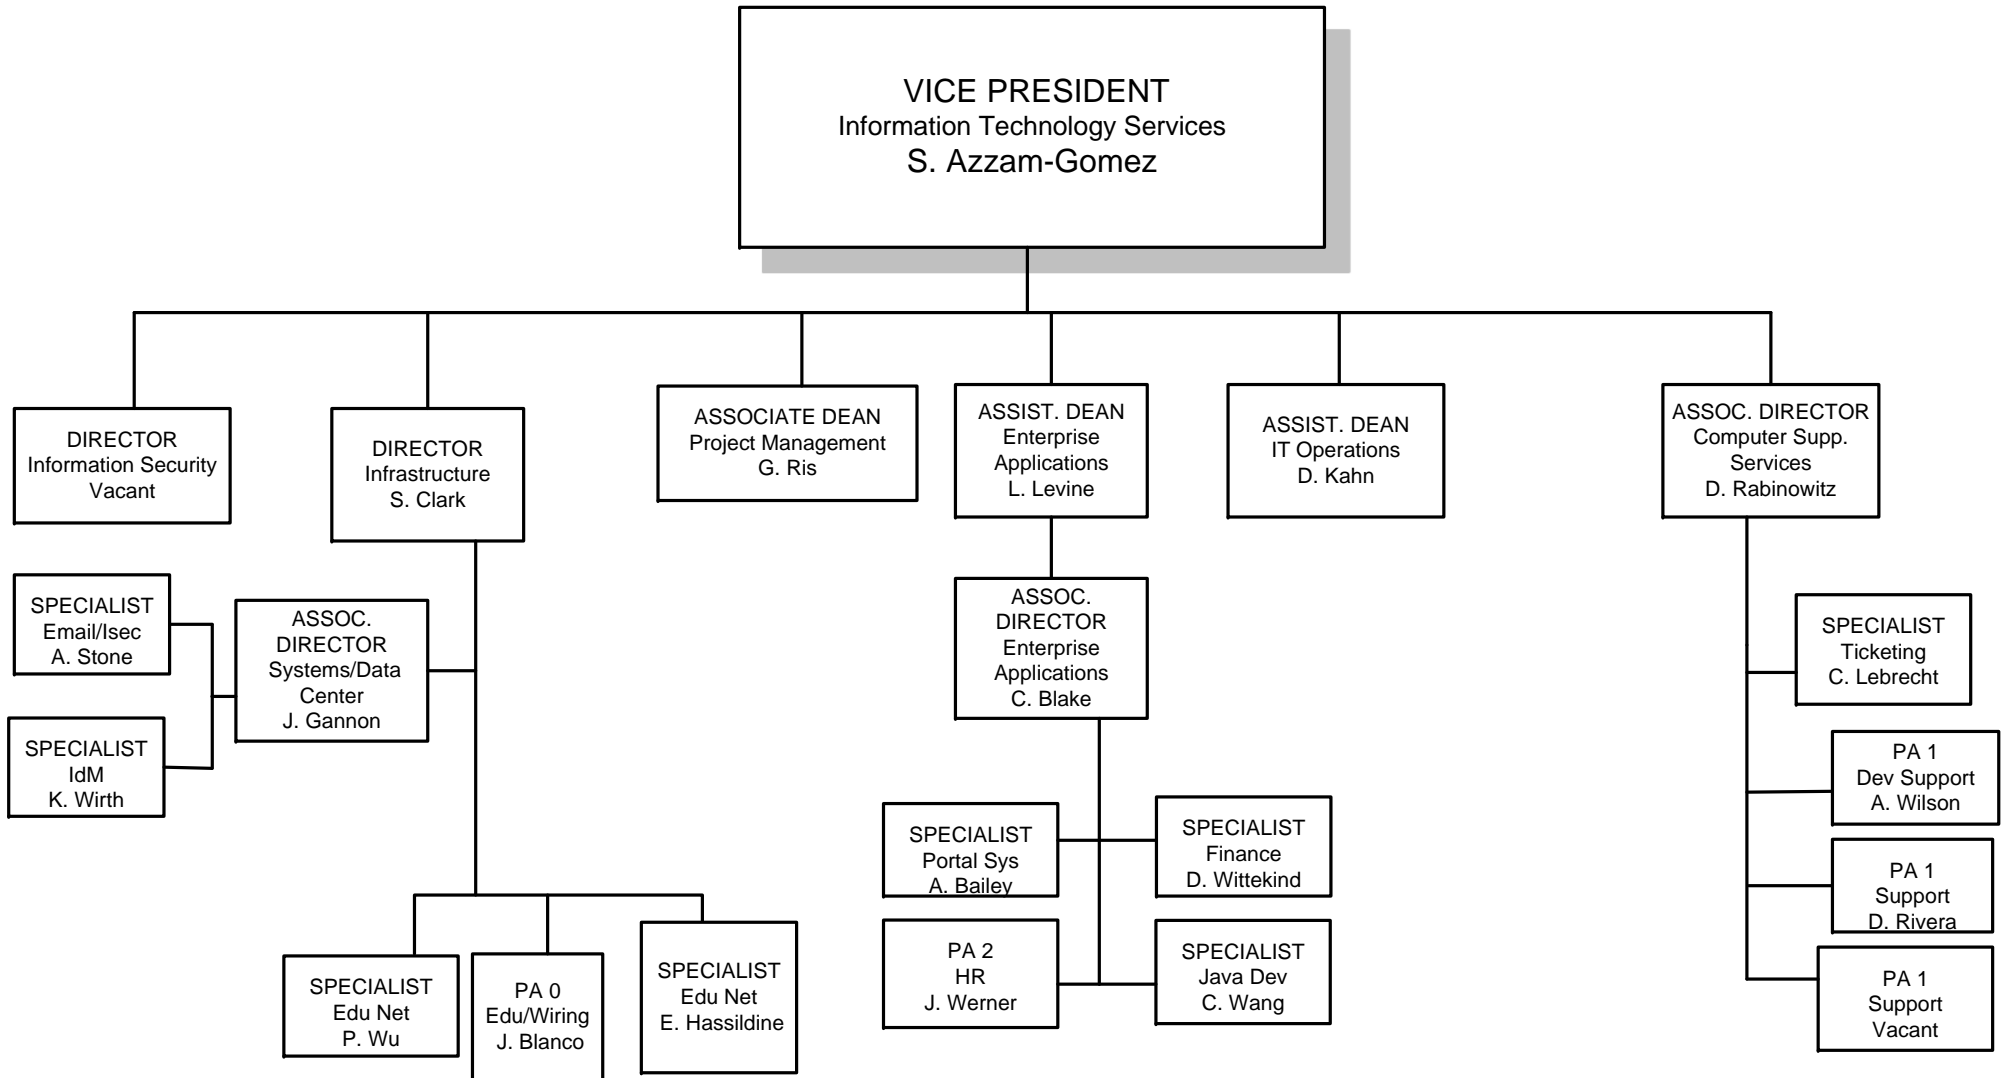 VICE PRESIDENT
Information Technology Services
S. Azzam-Gomez
DIRECTOR
Information Security
Vacant
DIRECTOR
Infrastructure
S. Clark
ASSOCIATE DEAN
Project Management
G. Ris
ASSIST. DEAN
Enterprise
Applications
L. Levine
ASSIST. DEAN
IT Operations
D. Kahn
ASSOC. DIRECTOR
Computer Supp.
Services
D. Rabinowitz
SPECIALIST
Email/Isec
A. Stone
ASSOC.
DIRECTOR
Systems/Data
Center
J. Gannon
SPECIALIST
IdM
K. Wirth
SPECIALIST
Edu Net
P. Wu
PA 0
Edu/Wiring
J. Blanco
SPECIALIST
Edu Net
E. Hassildine
ASSOC.
DIRECTOR
Enterprise
Applications
C. Blake
SPECIALIST
Portal Sys
A. Bailey
SPECIALIST
Finance
D. Wittekind
PA 2
HR
J. Werner
SPECIALIST
Java Dev
C. Wang
SPECIALIST
Ticketing
C. Lebrecht
PA 1
Dev Support
A. Wilson
PA 1
Support
D. Rivera
PA 1
Support
Vacant